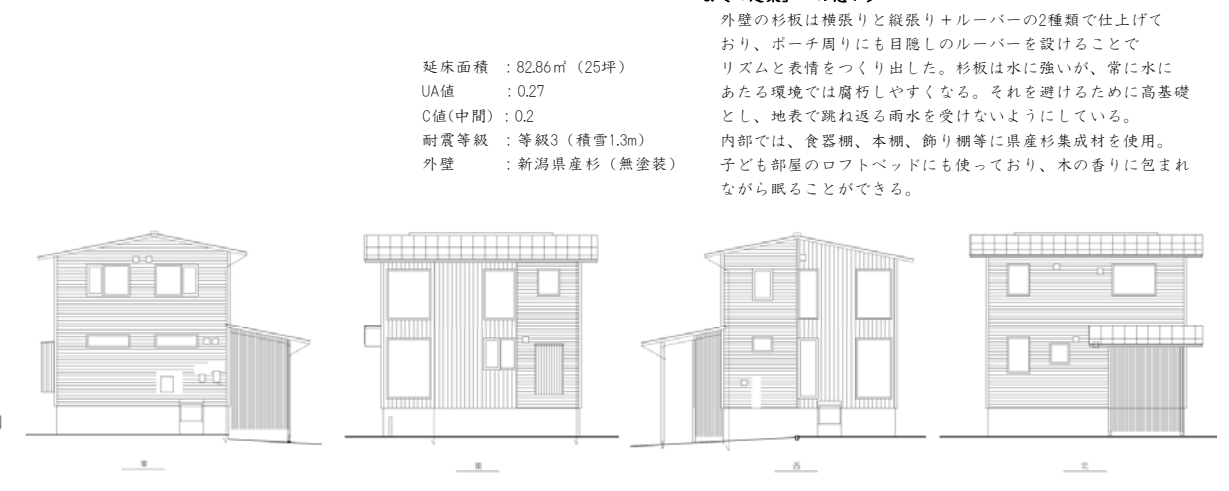 外壁の杉板は横張りと縦張り+ルーバーの2種類で仕上げて
おり、ポーチ周りにも目隠しのルーバーを設けることで
リズムと表情をつくり出した。杉板は水に強いが、常に水に
あたる環境では腐朽しやすくなる。それを避けるために高基礎
とし、地表で跳ね返る雨水を受けないようにしている。
内部では、食器棚、本棚、飾り棚等に県産杉集成材を使用。
子ども部屋のロフトベッドにも使っており、木の香りに包まれ
ながら眠ることができる。
延床面積 :82.86㎡(25坪)
UA値 :0.27
C値(中間):0.2
耐震等級 :等級3(積雪1.3m)
外壁 :新潟県産杉(無塗装)
東
南
西
北